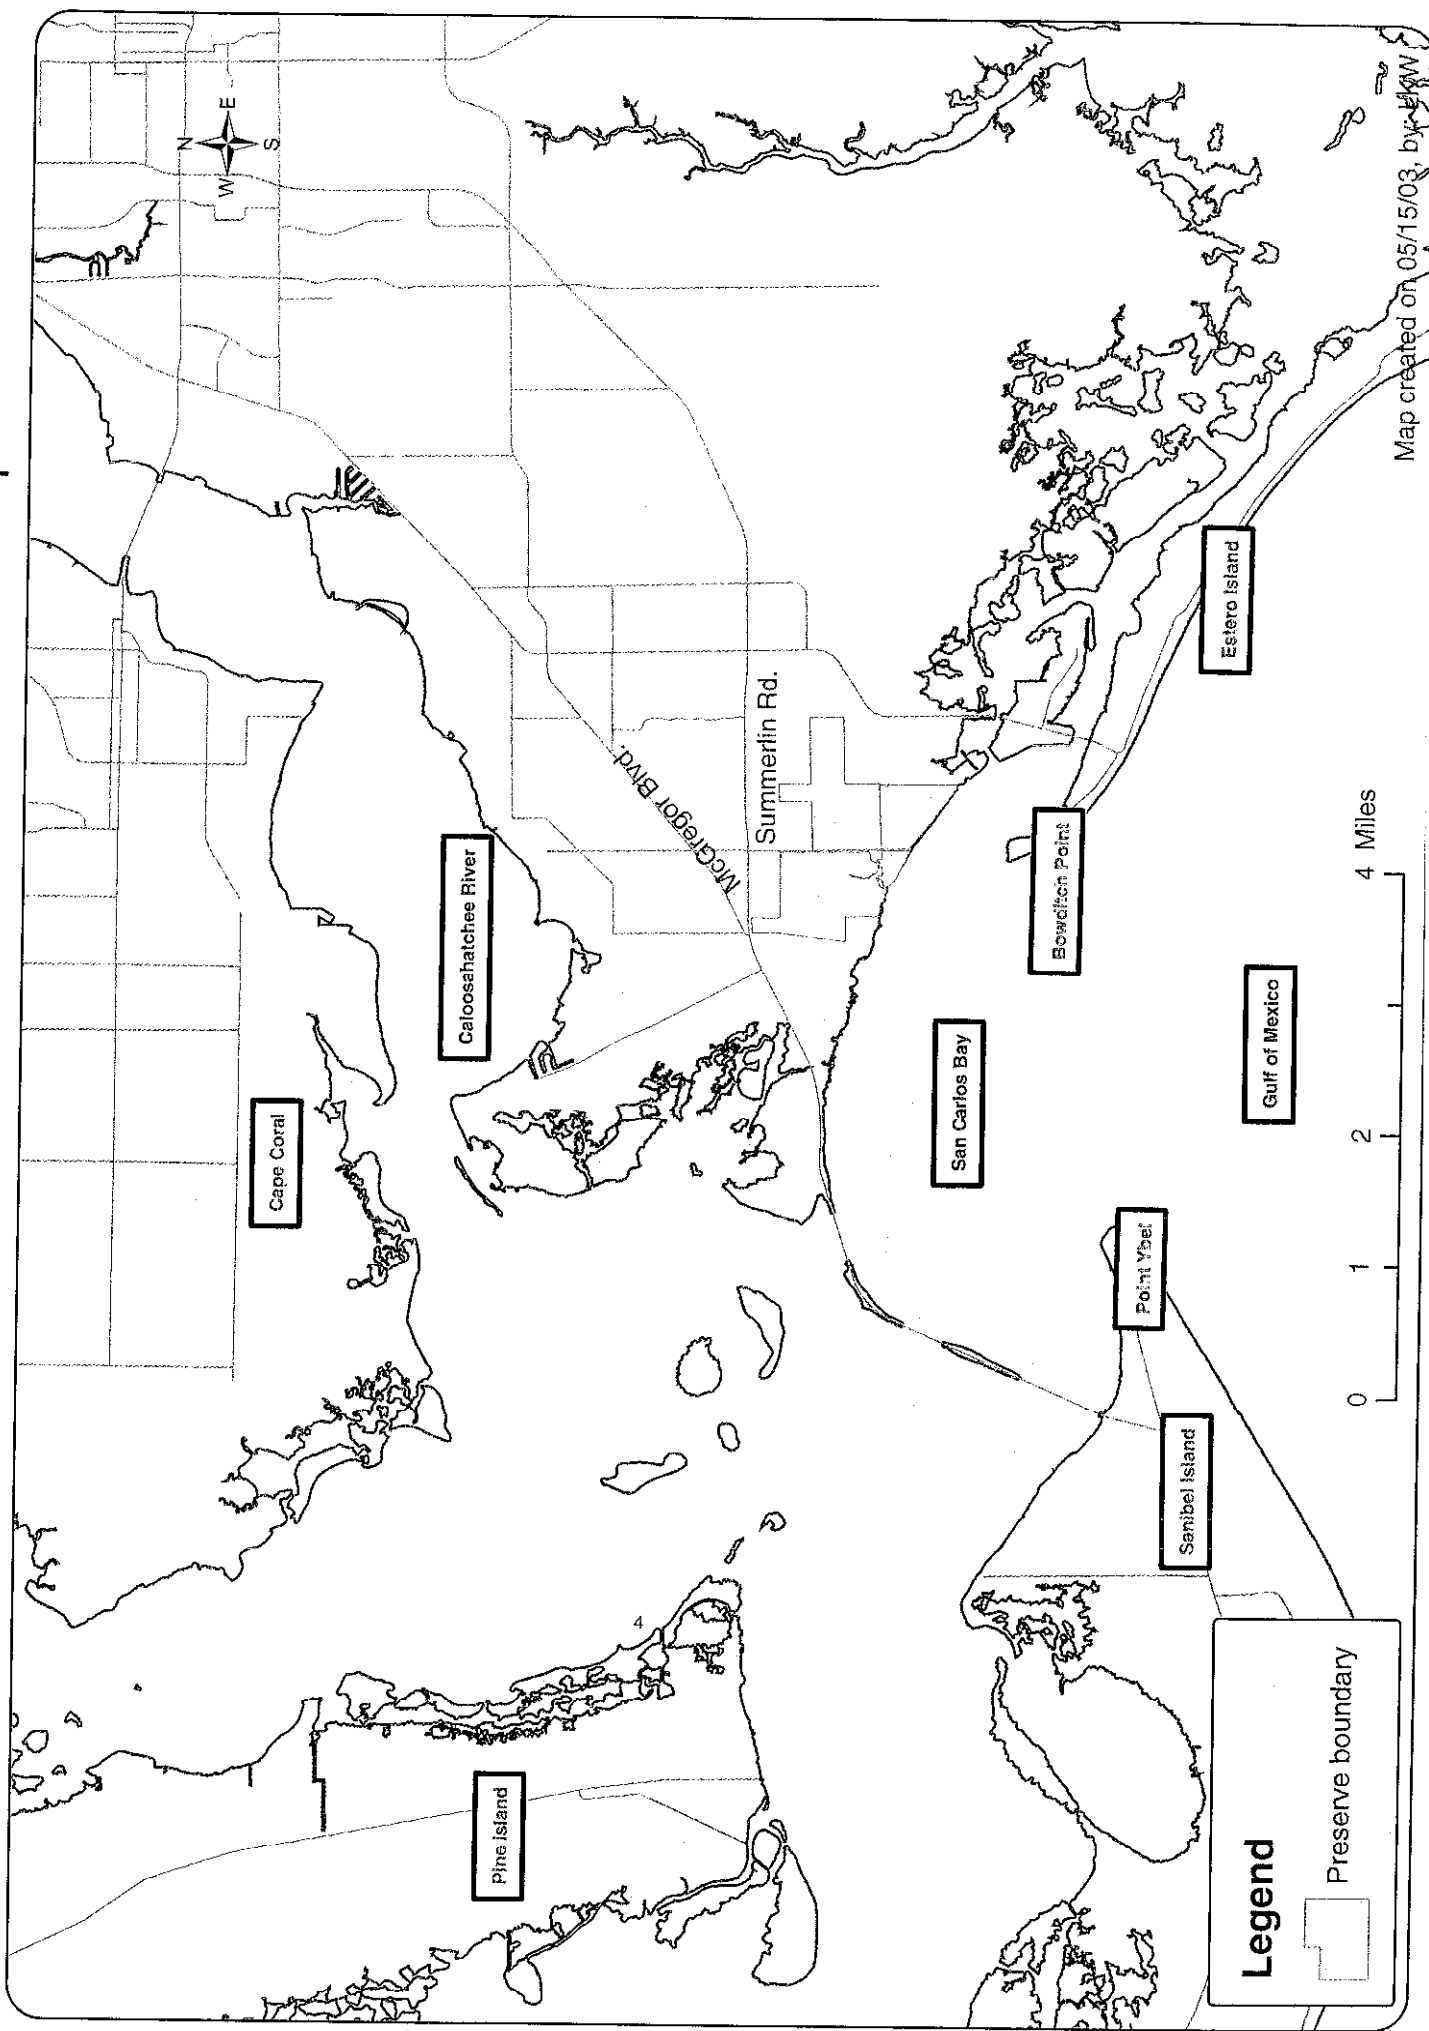 N
W E
S
Cape Coral
Caloosahatchee River
McGregor Blvd.
Summerlin Rd.
Pine Island
4
San Carlos Bay
Bowditch Point
Estero Island
Point Ybel
Sanibel Island
Gulf of Mexico
0 1 2 4 Miles
Legend
Preserve boundary
Map created on 05/15/03, by